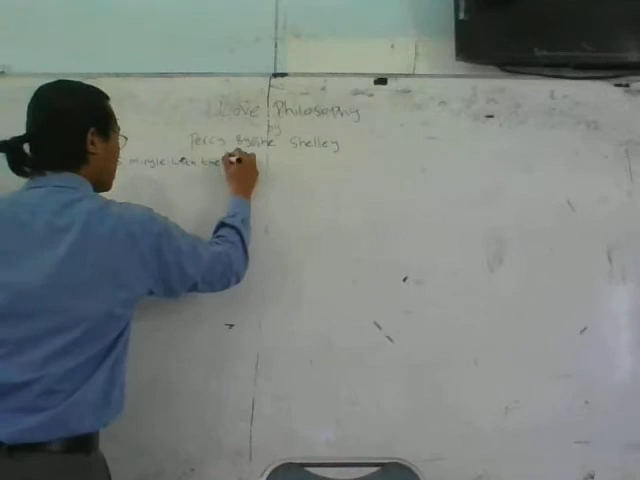 Love Philosophy
by
Percy Bysshe Shelley
mingle with the